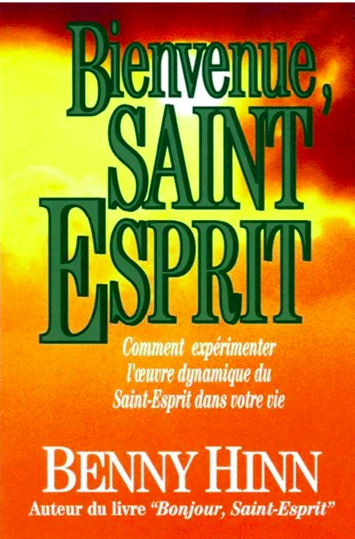 Bienvenue,
SAINT
ESPRIT
Comment expérimenter
l'œuvre dynamique du
Saint-Esprit dans votre vie
BENNY HINN
Auteur du livre “Bonjour, Saint-Esprit”